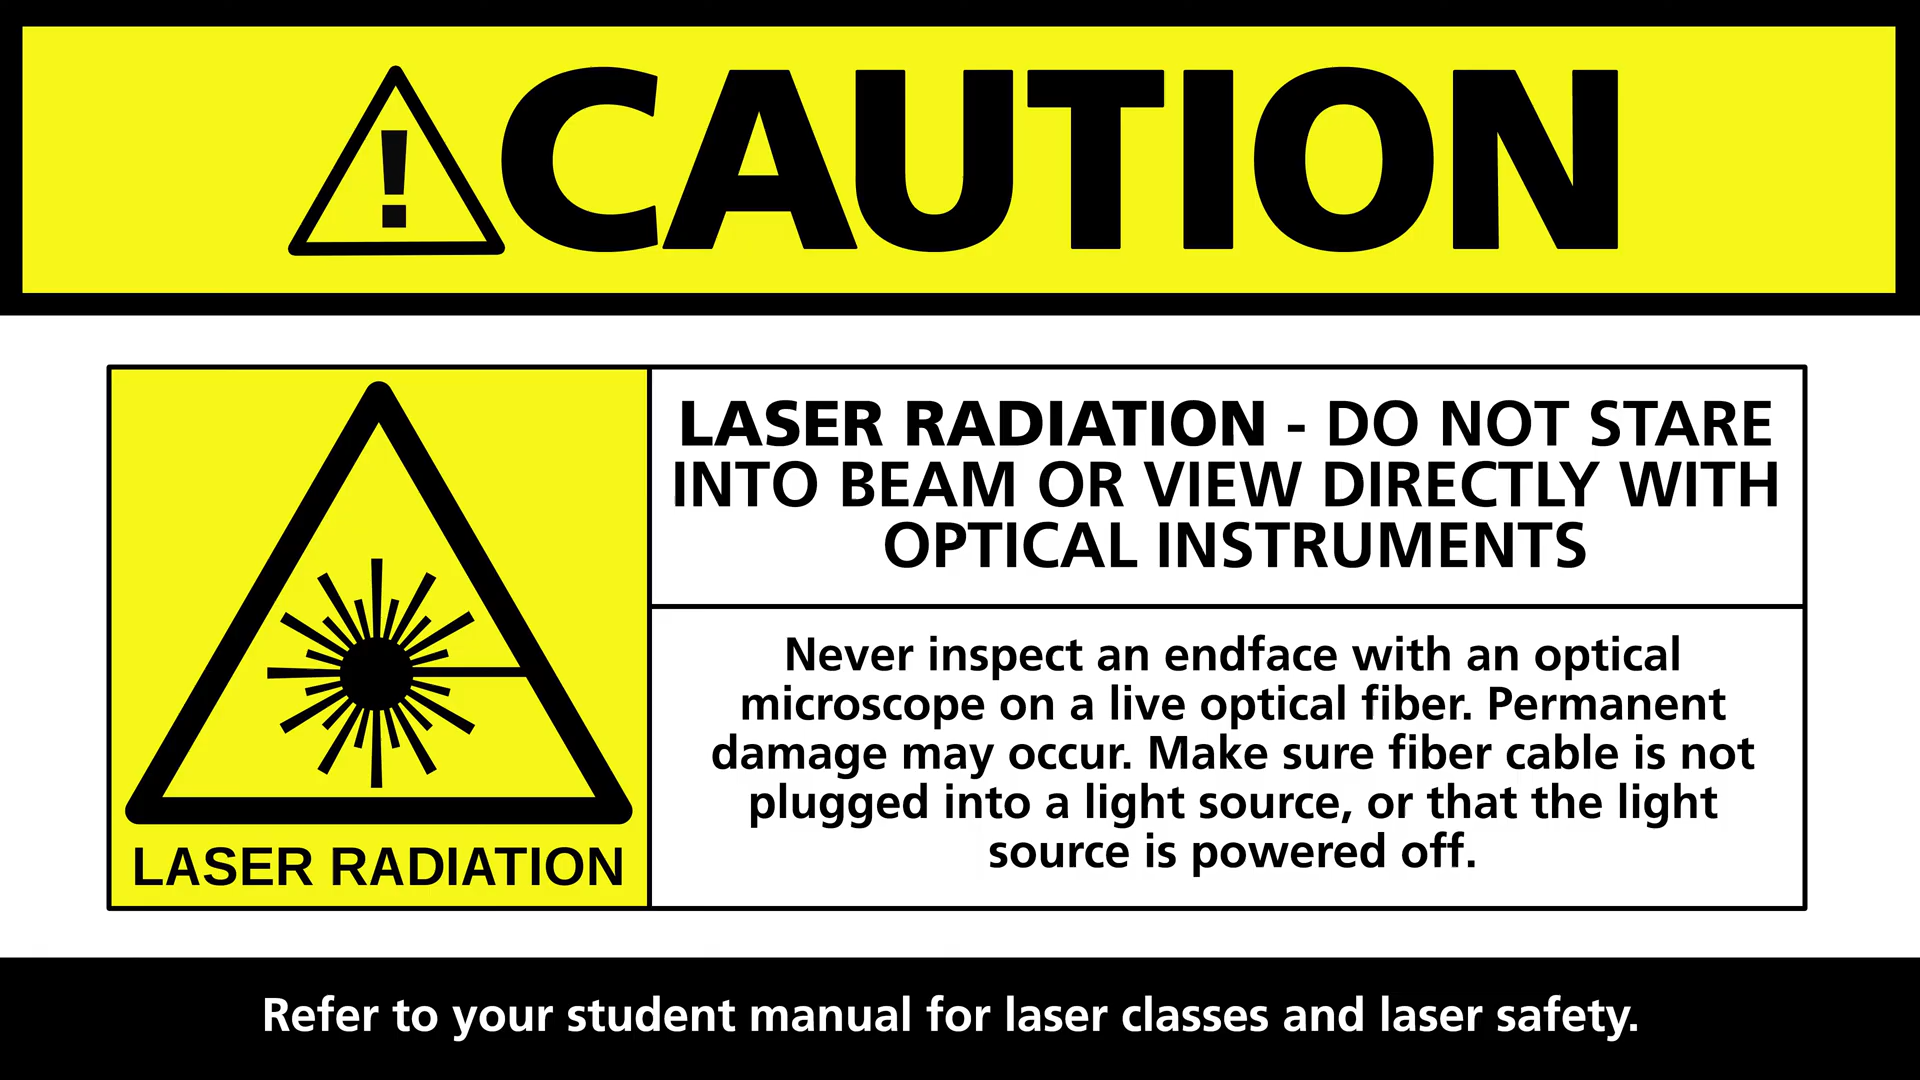 ! CAUTION
LASER RADIATION - DO NOT STARE
INTO BEAM OR VIEW DIRECTLY WITH
OPTICAL INSTRUMENTS
Never inspect an endface with an optical
microscope on a live optical fiber. Permanent
damage may occur. Make sure fiber cable is not
plugged into a light source, or that the light
source is powered off.
LASER RADIATION
Refer to your student manual for laser classes and laser safety.